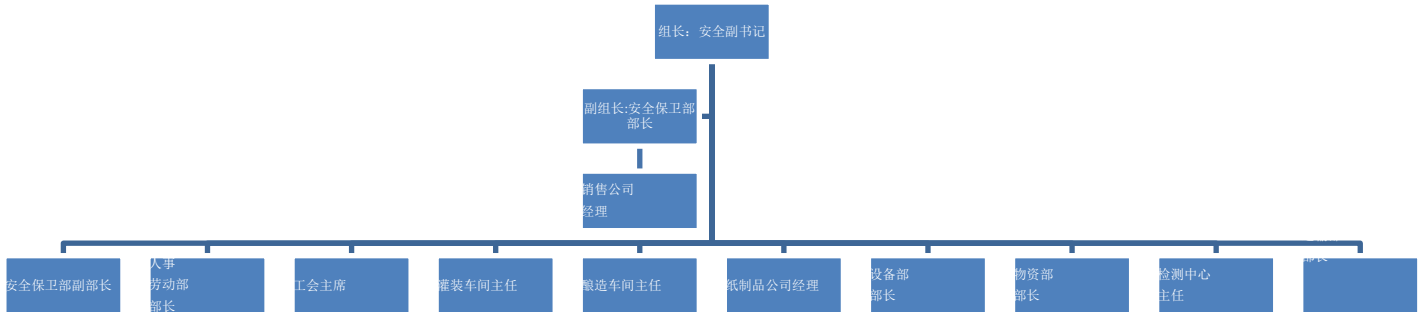 组长：安全副书记
副组长:安全保卫部
部长
销售公司
经理
安全保卫部副部长
人事
劳动部
部长
工会主席
灌装车间主任
酿造车间主任
纸制品公司经理
设备部
部长
物资部
部长
检测中心
主任
部长